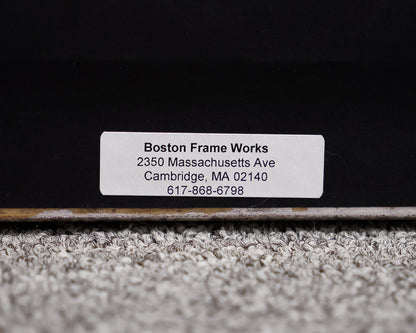 Boston Frame Works
2350 Massachusetts Ave
Cambridge, MA 02140
617-868-6798